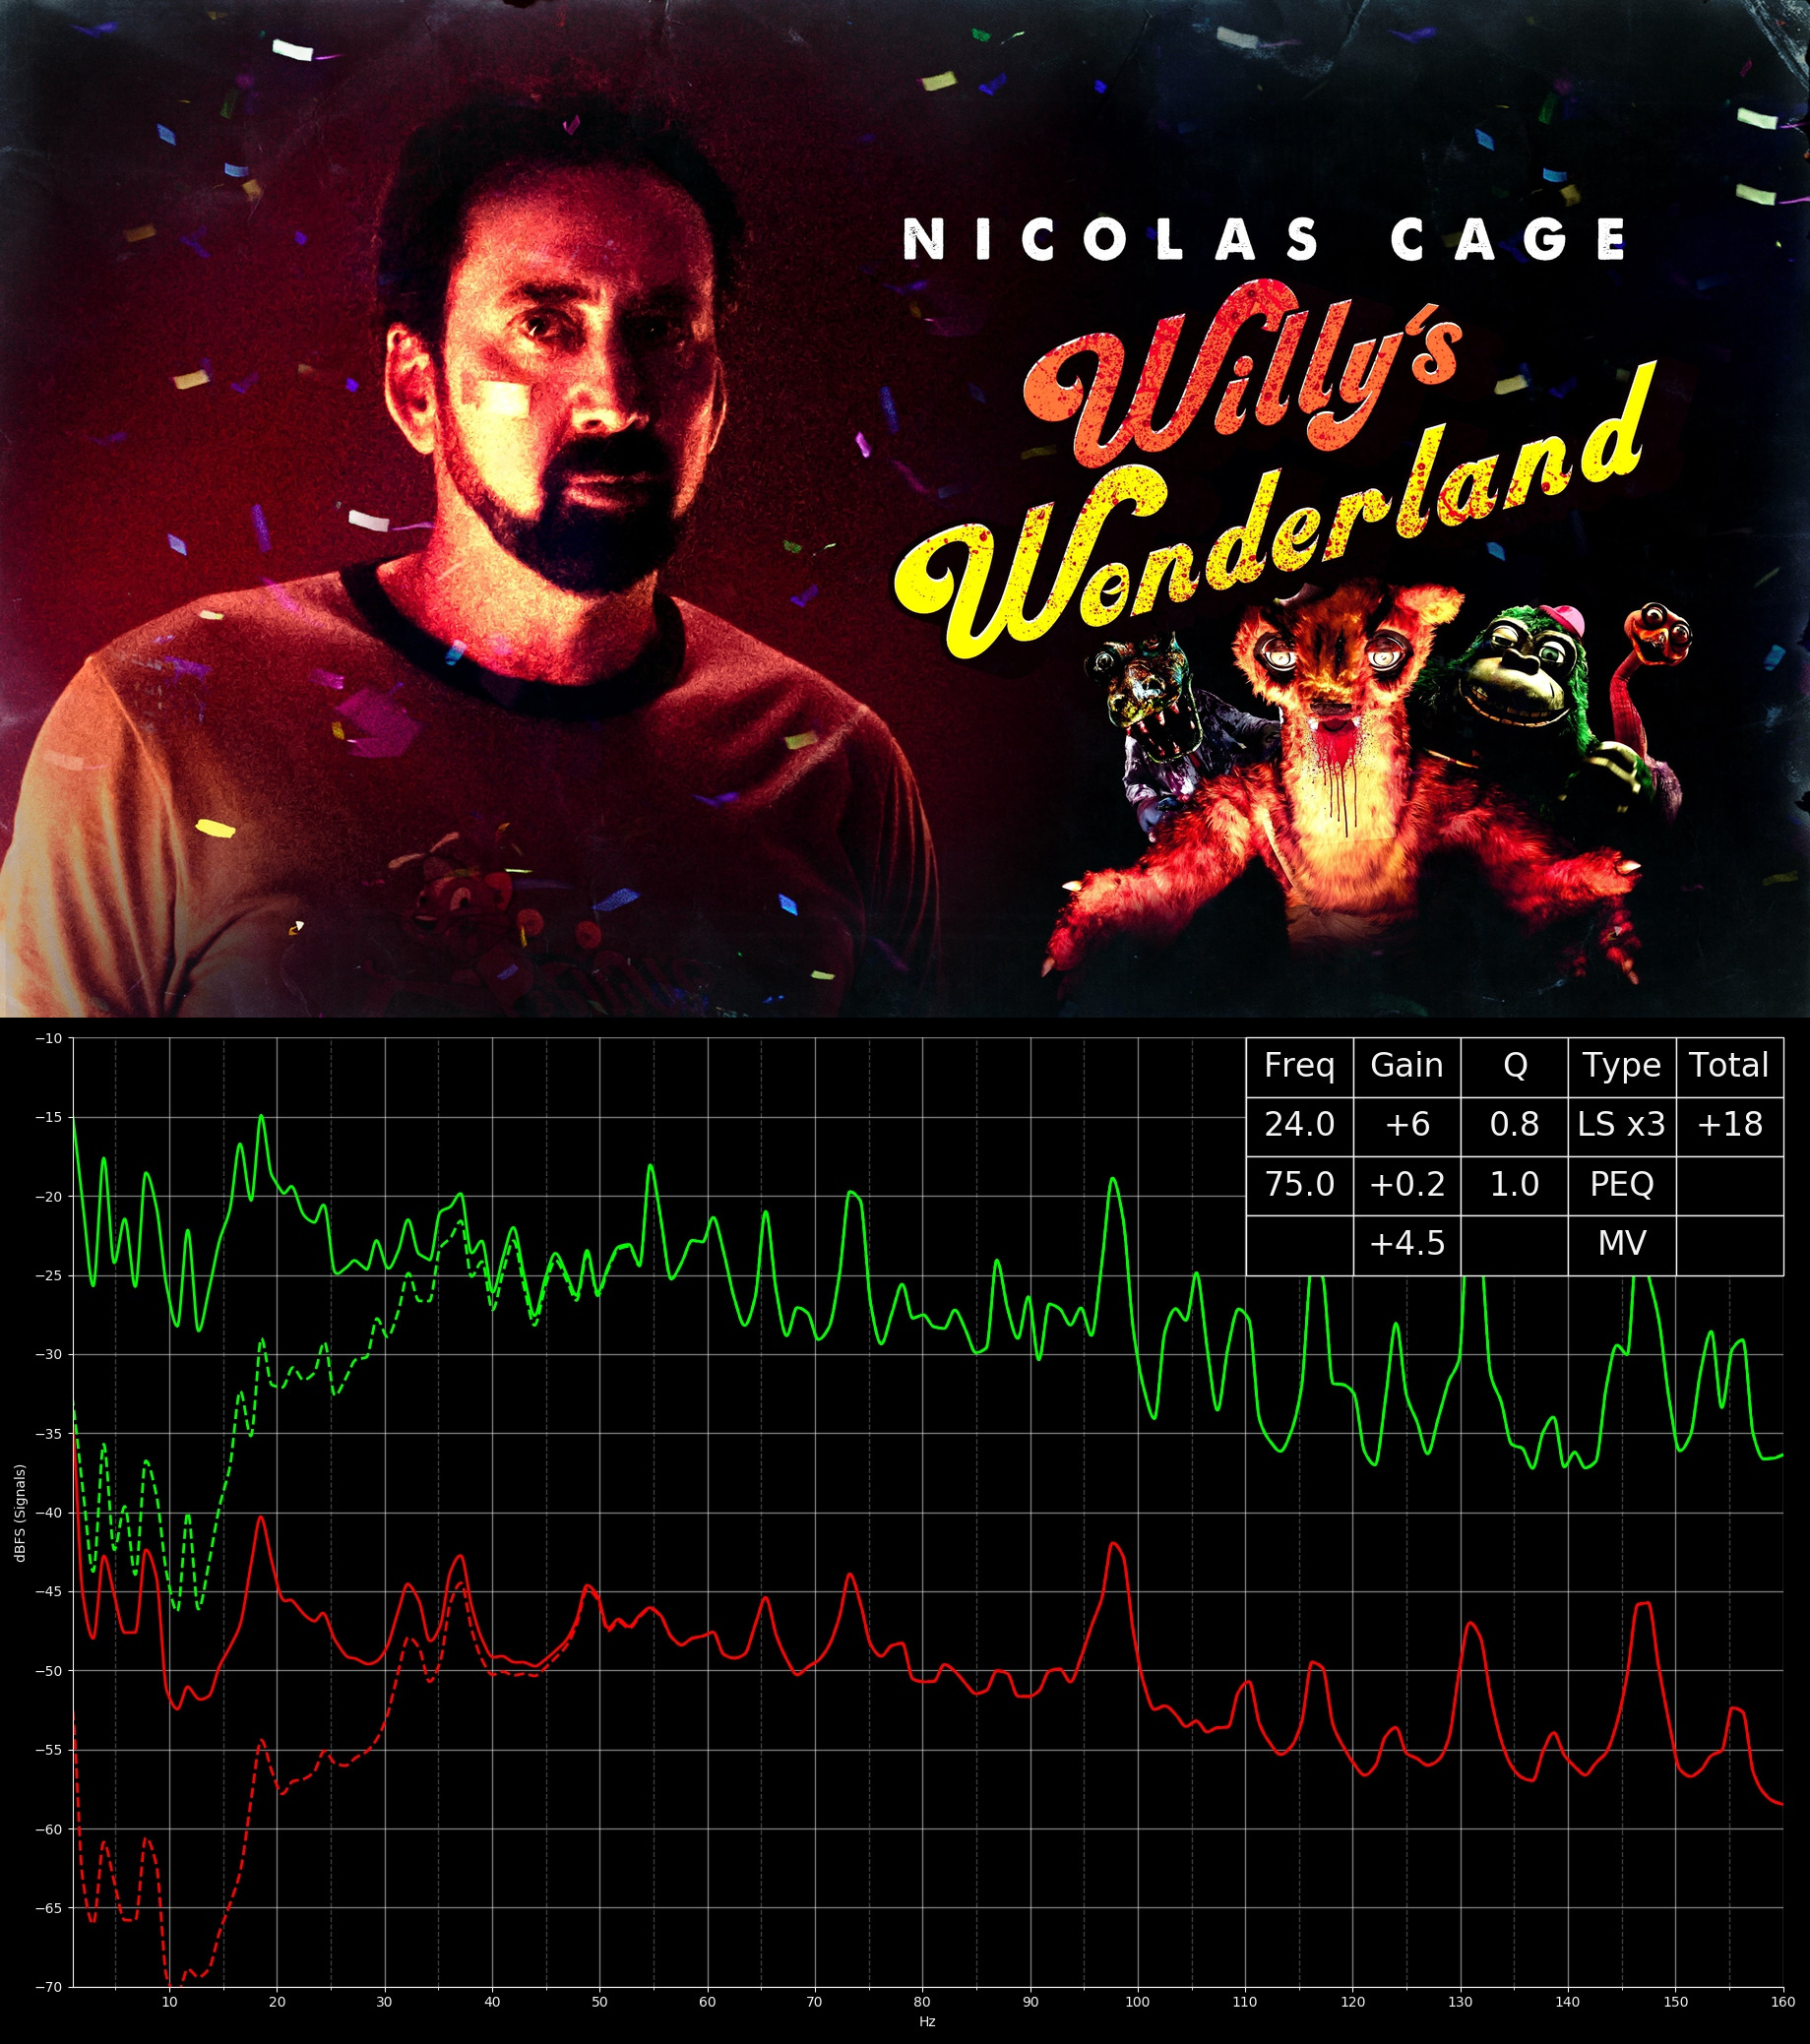 NICOLAS CAGE
Willy's
Wonderland
Freq Gain Q Type Total
24.0 +6 0.8 LS x3 +18
75.0 +0.2 1.0 PEQ
+4.5 MV
−10
−15
−20
−25
−30
−35
−40
−45
−50
−55
−60
−65
−70
dBFS (Signals)
10 20 30 40 50 60 70 80 90 100 110 120 130 140 150 160
Hz